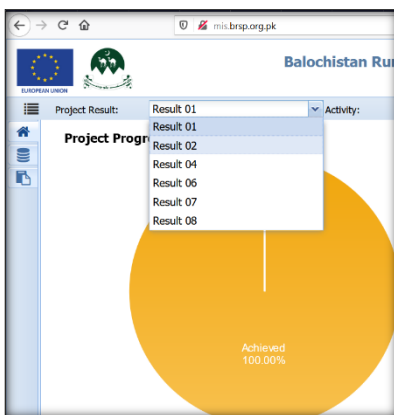 mis.brsp.org.pk
Balochistan Rur
EUROPEAN UNION
Project Result: Result 01 Activity:
Project Progr
Result 01
Result 02
Result 04
Result 06
Result 07
Result 08
Achieved
100.00%